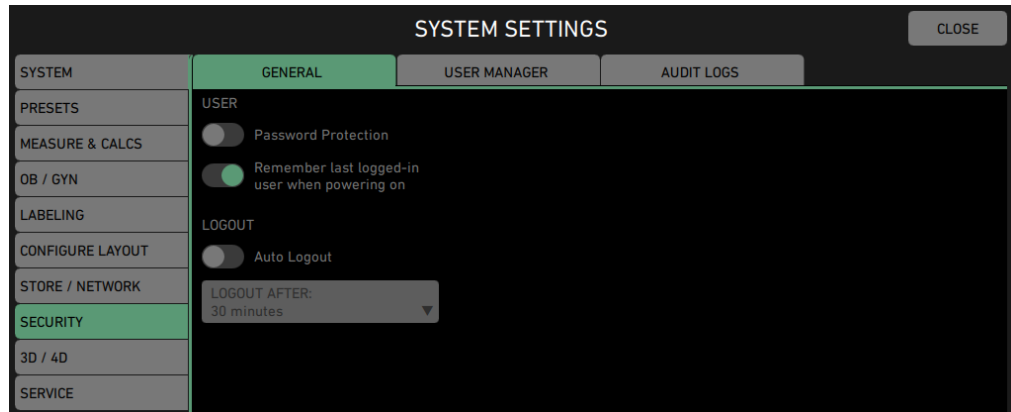 SYSTEM SETTINGS
CLOSE
SYSTEM
PRESETS
MEASURE & CALCS
OB / GYN
LABELING
CONFIGURE LAYOUT
STORE / NETWORK
SECURITY
3D / 4D
SERVICE
GENERAL
USER MANAGER
AUDIT LOGS
USER
Password Protection
Remember last logged-in
user when powering on
LOGOUT
Auto Logout
LOGOUT AFTER:
30 minutes